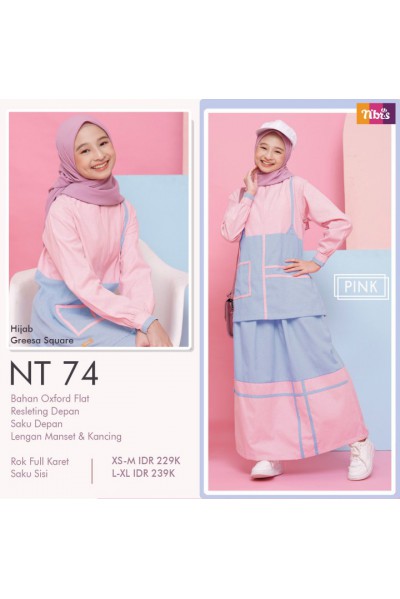 Nibrs
PINK
Hijab
Greesa Square
NT 74
Bahan Oxford Flat
Resleting Depan
Saku Depan
Lengan Manset & Kancing
Rok Full Karet
Saku Sisi
XS-M IDR 229K
L-XL IDR 239K